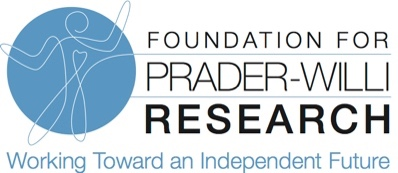 FOUNDATION FOR
PRADER-WILLI
RESEARCH
Working Toward an Independent Future